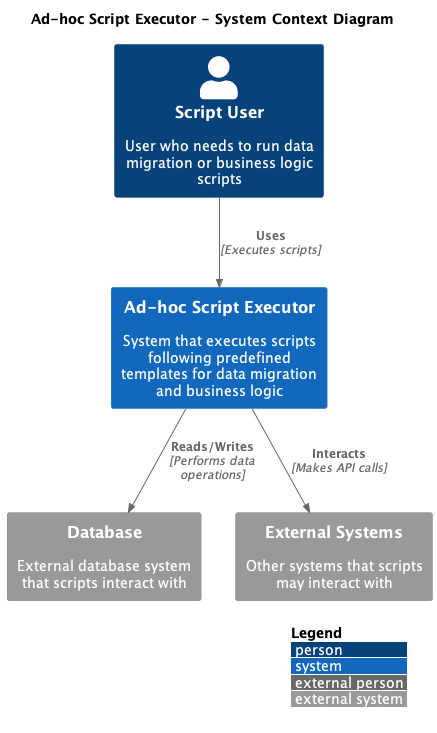 Ad-hoc Script Executor - System Context Diagram
Script User
User who needs to run data
migration or business logic
scripts
Uses
[Executes scripts]
Ad-hoc Script Executor
System that executes scripts
following predefined
templates for data migration
and business logic
Reads/Writes
[Performs data
operations]
Interacts
[Makes API calls]
Database
External database system
that scripts interact with
External Systems
Other systems that scripts
may interact with
Legend
person
system
external person
external system